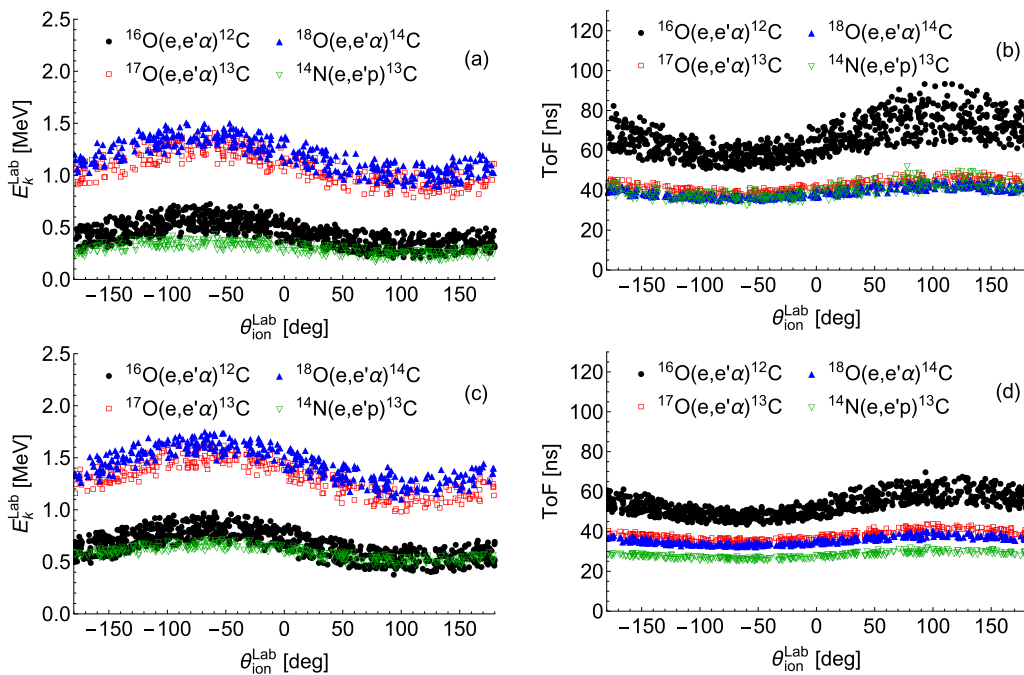 2.5
2.0
1.5
1.0
0.5
0.0
E_k^Lab [MeV]
● ¹⁶O(e,e'α)¹²C ▲ ¹⁸O(e,e'α)¹⁴C
□ ¹⁷O(e,e'α)¹³C ▽ ¹⁴N(e,e'p)¹³C
(a)
−150 −100 −50 0 50 100 150
θ_ion^Lab [deg]
120
100
80
60
40
20
0
ToF [ns]
● ¹⁶O(e,e'α)¹²C ▲ ¹⁸O(e,e'α)¹⁴C
□ ¹⁷O(e,e'α)¹³C ▽ ¹⁴N(e,e'p)¹³C
(b)
−150 −100 −50 0 50 100 150
θ_ion^Lab [deg]
2.5
2.0
1.5
1.0
0.5
0.0
E_k^Lab [MeV]
● ¹⁶O(e,e'α)¹²C ▲ ¹⁸O(e,e'α)¹⁴C
□ ¹⁷O(e,e'α)¹³C ▽ ¹⁴N(e,e'p)¹³C
(c)
−150 −100 −50 0 50 100 150
θ_ion^Lab [deg]
120
100
80
60
40
20
0
ToF [ns]
● ¹⁶O(e,e'α)¹²C ▲ ¹⁸O(e,e'α)¹⁴C
□ ¹⁷O(e,e'α)¹³C ▽ ¹⁴N(e,e'p)¹³C
(d)
−150 −100 −50 0 50 100 150
θ_ion^Lab [deg]